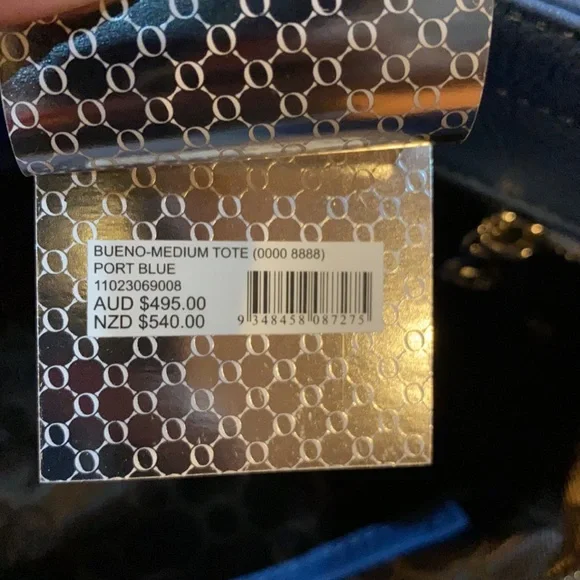 BUENO-MEDIUM TOTE (0000 8888)
PORT BLUE
11023069008
AUD $495.00
NZD $540.00
9 348458 087275